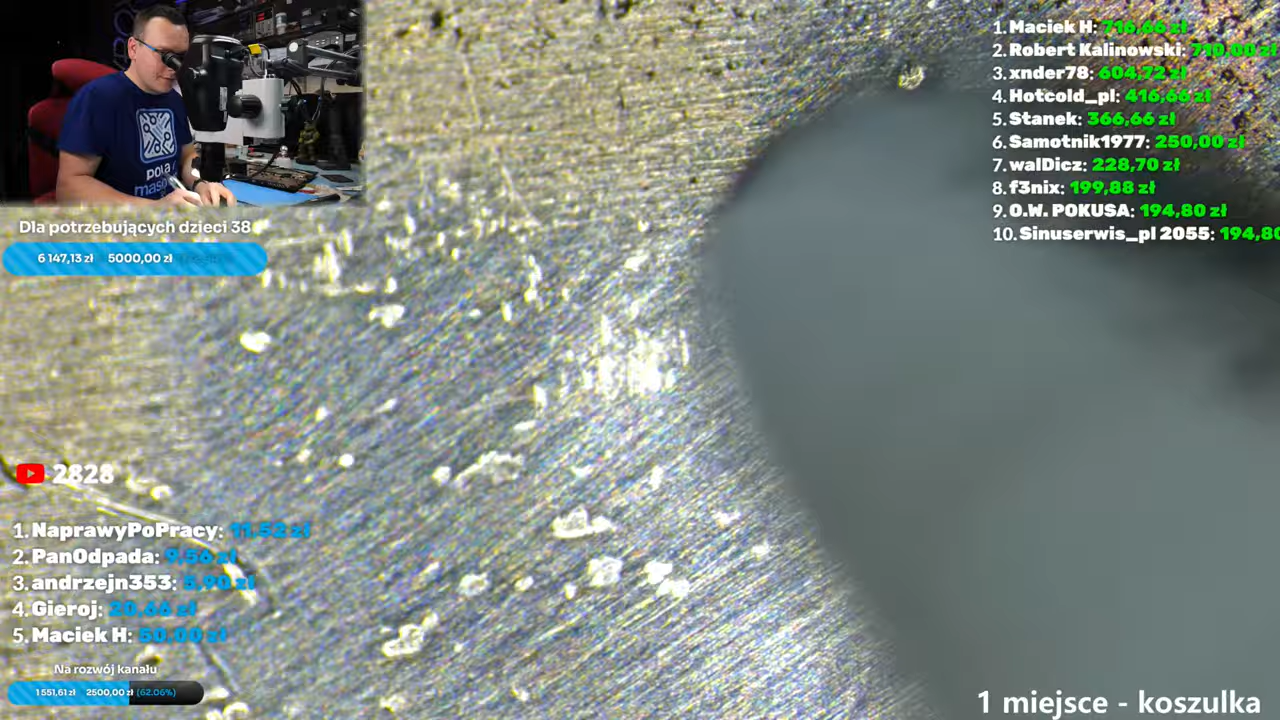 1. Maciek H: 716,66 zł
2. Robert Kalinowski: 710,00 zł
3. xnder78: 604,72 zł
4. Hotcold_pl: 416,66 zł
5. Stanek: 366,66 zł
6. Samotnik1977: 250,00 zł
7. walDicz: 228,70 zł
8. f3nix: 199,88 zł
9. O.W. POKUSA: 194,80 zł
10. Sinuserwis_pl 2055: 194,80
Dla potrzebujących dzieci 38
6 147,13 zł 5000,00 zł
2828
1. NaprawyPoPracy: 11.52 zł
2. PanOdpada: 9.56 zł
3. andrzejn353: 5,90 zł
4. Gieroj: 20.66 zł
5. Maciek H: 50.00 zł
Na rozwój kanału
1 551,61 zł 2500,00 zł (62.06%)
1 miejsce - koszulka